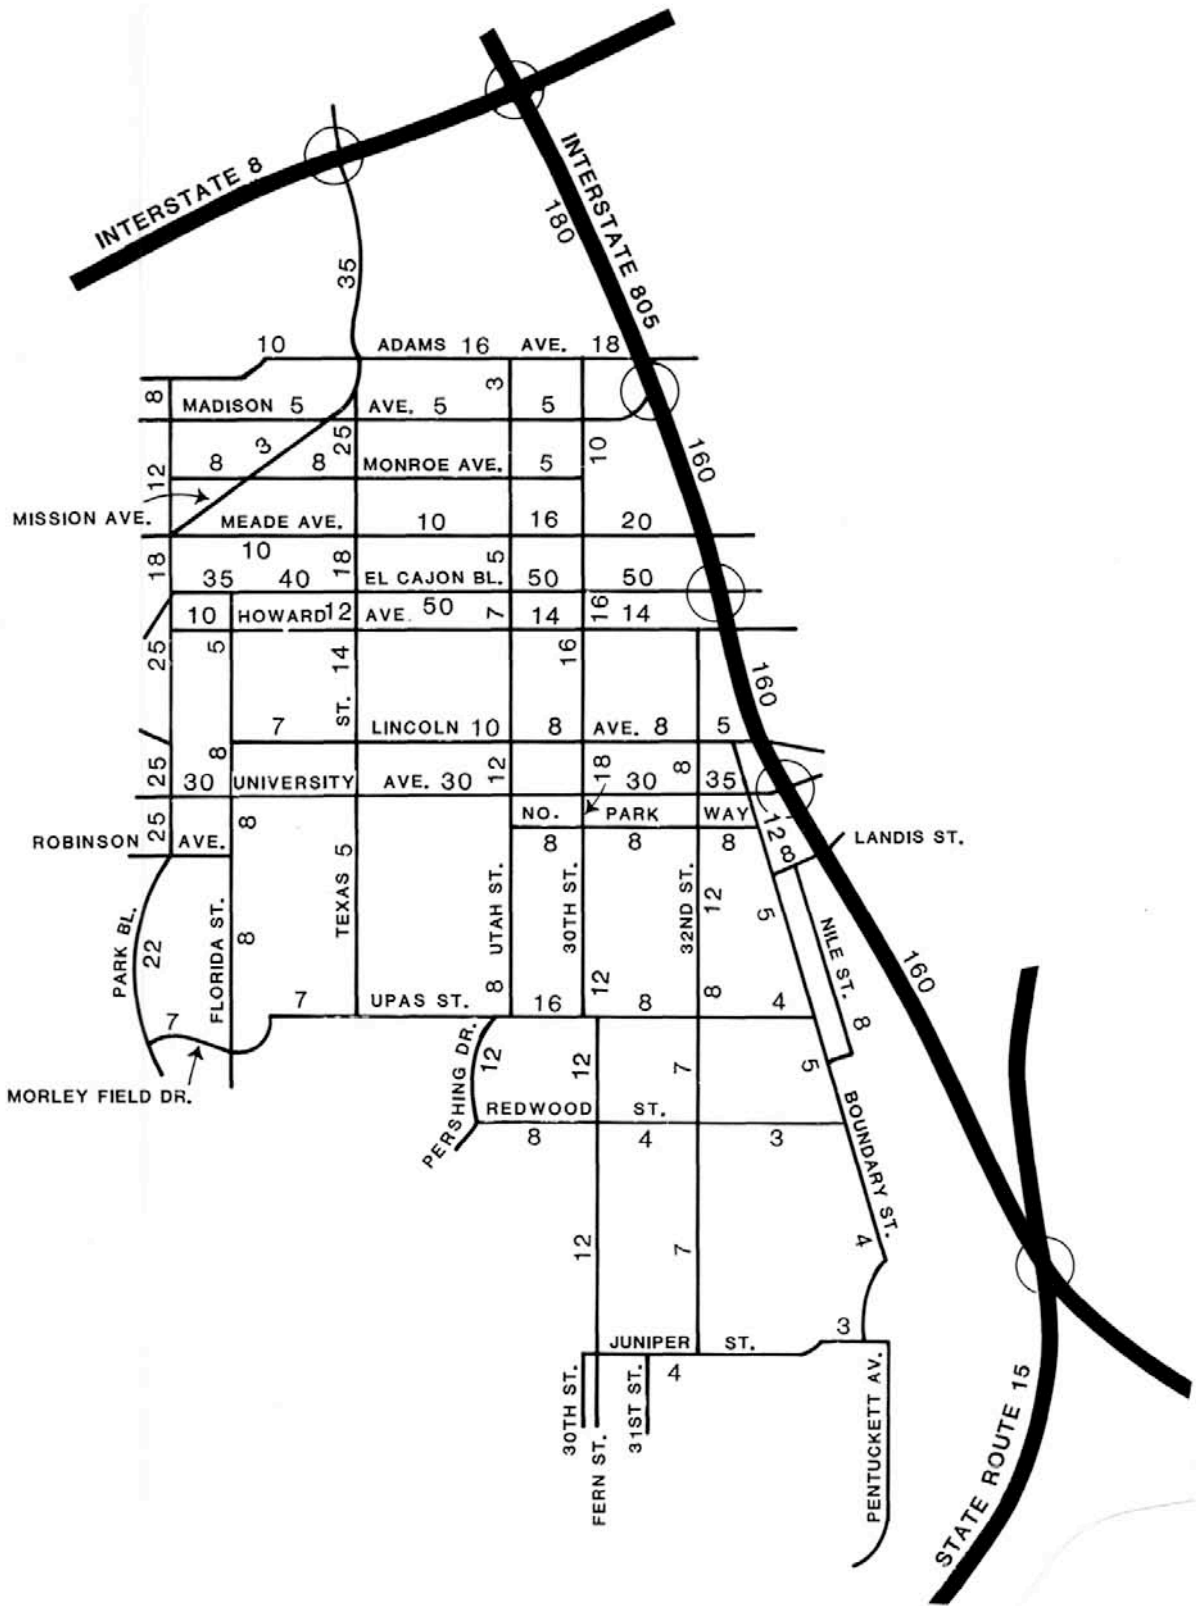 INTERSTATE 8
INTERSTATE 805
180
35
10 ADAMS 16 AVE. 18
8
3
MADISON 5 AVE. 5 5
25
10
160
12
8 3 8 MONROE AVE. 5
MISSION AVE.
MEADE AVE. 10 16 20
10
18
18
5
35 40 EL CAJON BL. 50 50
10 HOWARD 12 AVE. 50 7 14 16 14
25
5
14
16
160
ST.
7 LINCOLN 10 8 AVE. 8 5
25
8
12
18
8
30 UNIVERSITY AVE. 30 30 35
NO. PARK WAY
25
8
12
ROBINSON AVE.
8 8 8
8
LANDIS ST.
TEXAS 5
UTAH ST.
30TH ST.
32ND ST.
12
5
PARK BL.
22
FLORIDA ST.
8
NILE ST. 8
160
8
12
8
7
7 UPAS ST. 16 8 4
MORLEY FIELD DR.
PERSHING DR.
12
12
7
5
BOUNDARY ST.
REDWOOD ST.
8 4 3
12
7
4
3
JUNIPER ST.
4
30TH ST.
FERN ST.
31ST ST.
PENTUCKETT AV.
STATE ROUTE 15